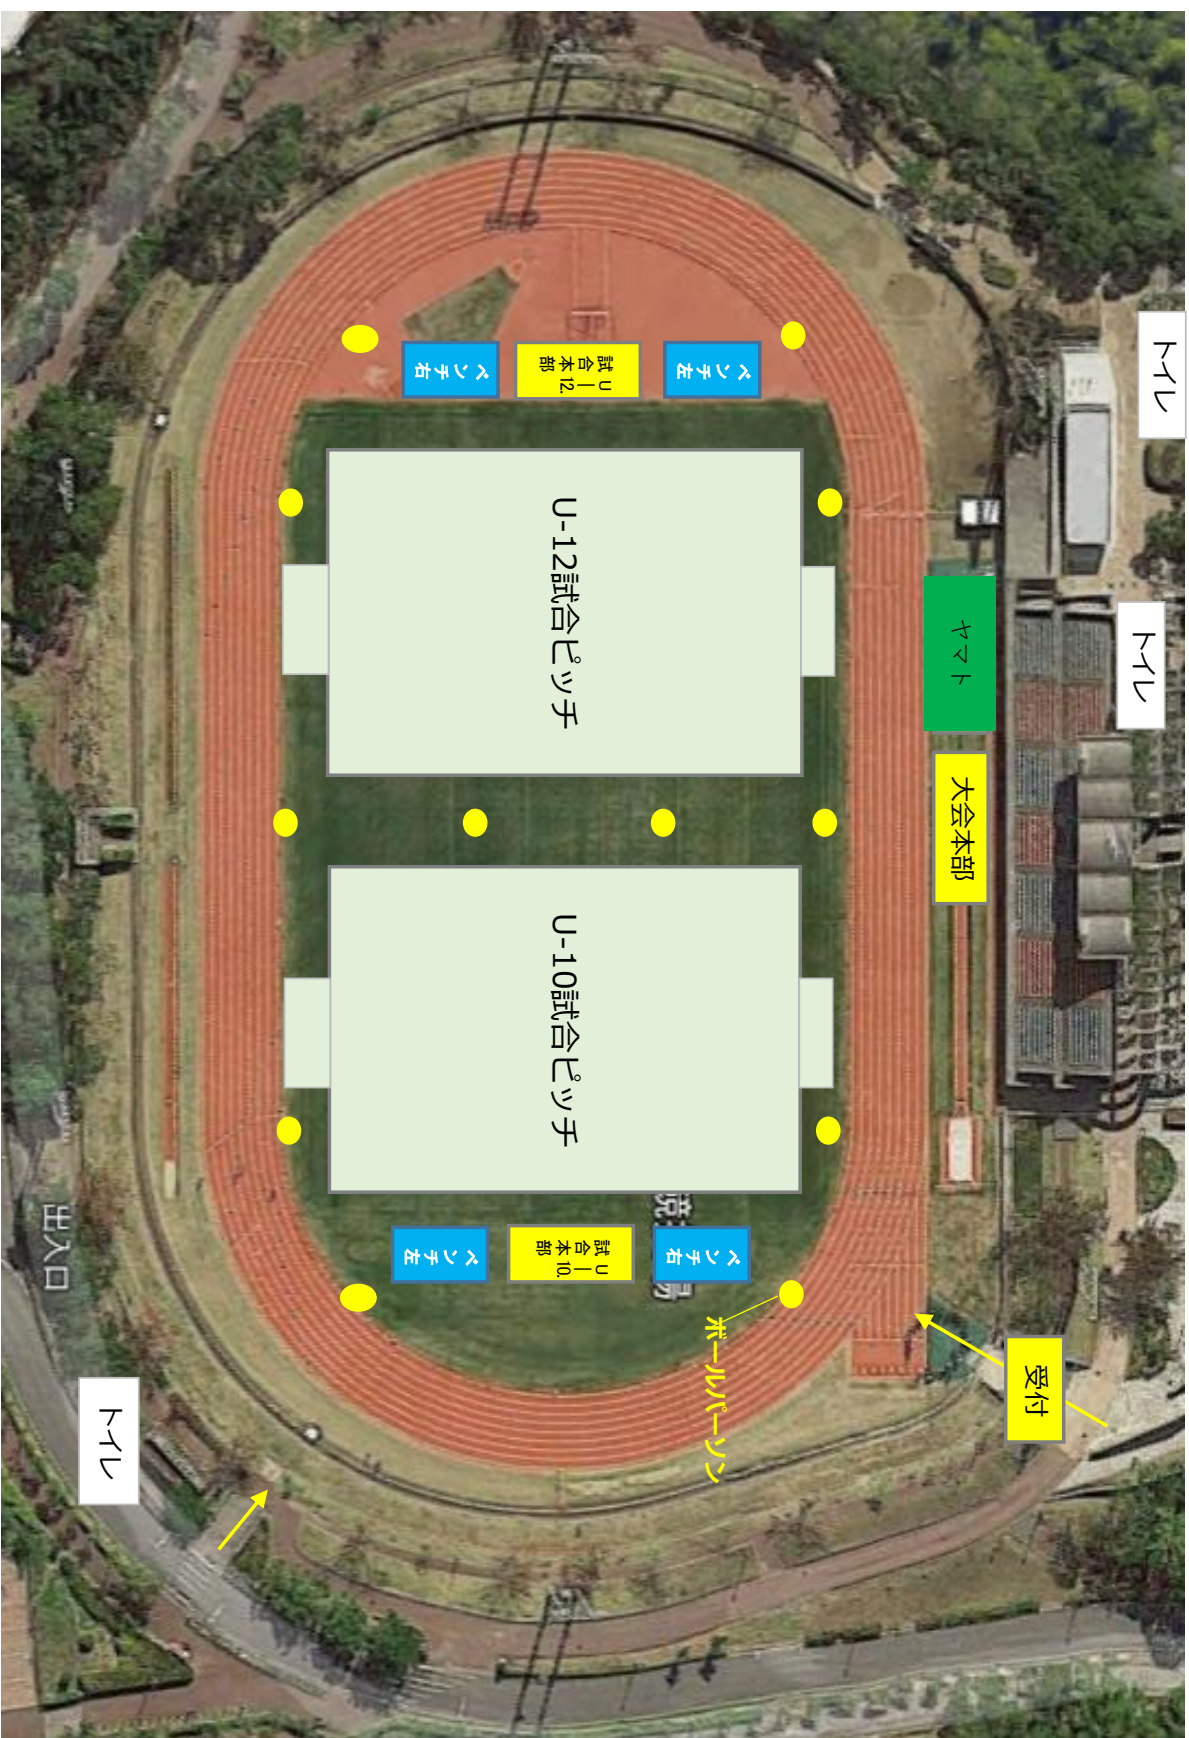 トイレ
トイレ
ベンチ右
U―12.
試合本部
ベンチ左
U-12試合ピッチ
ヤマト
大会本部
U-10試合ピッチ
ベンチ左
U―10.
試合本部
ベンチ右
ボールパーソン
受付
出入口
トイレ